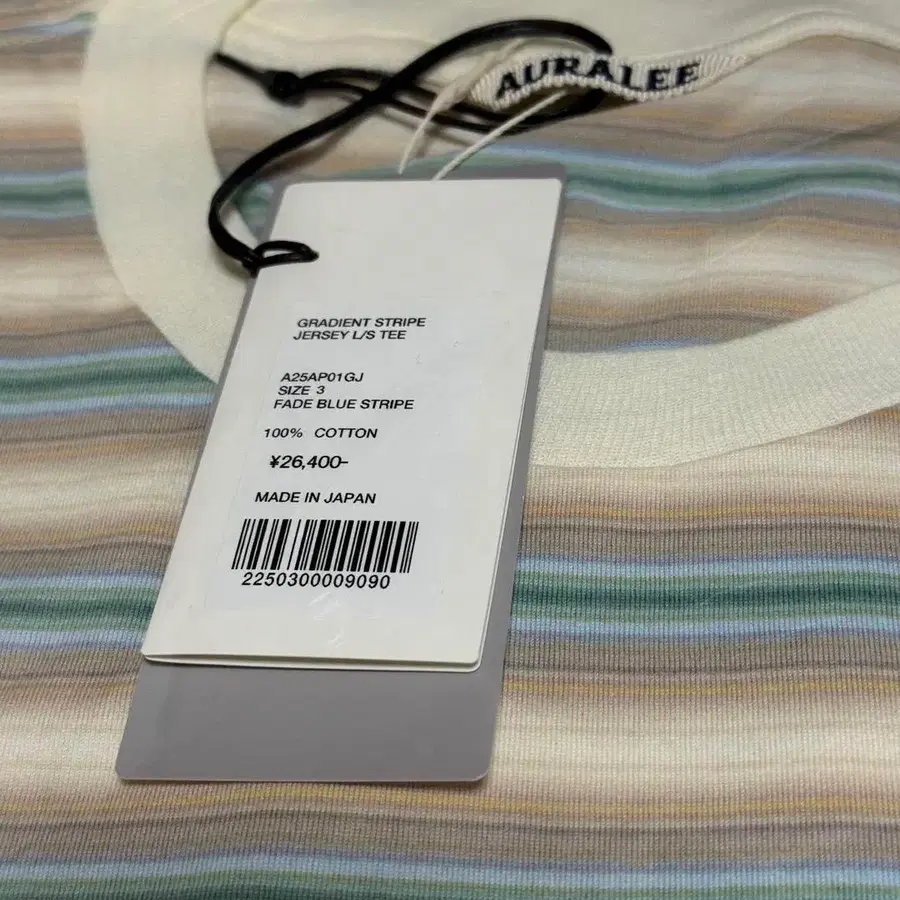 AURALEE
GRADIENT STRIPE
JERSEY L/S TEE
A25AP01GJ
SIZE 3
FADE BLUE STRIPE
100% COTTON
¥26,400-
MADE IN JAPAN
2250300009090